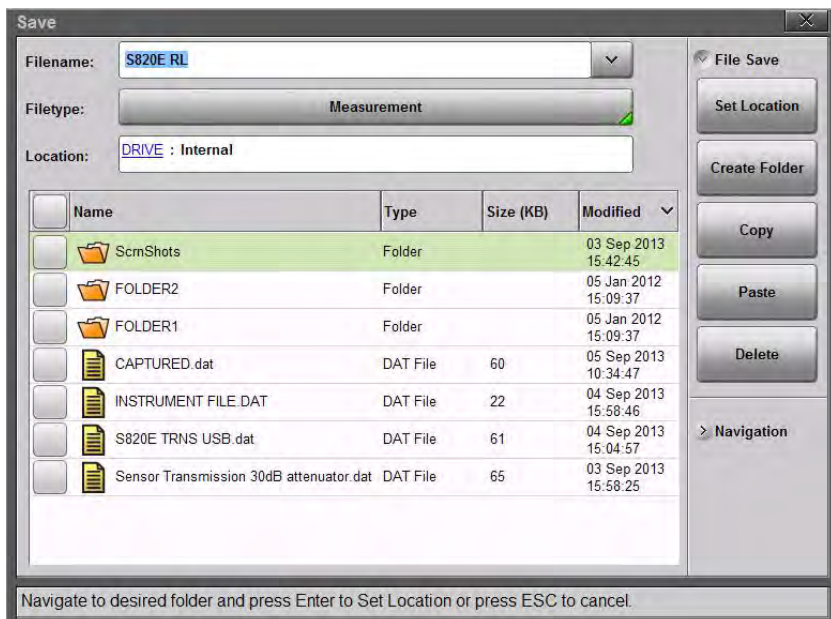 Save
Filename: S820E RL
Filetype: Measurement
Location: DRIVE : Internal
Name Type Size (KB) Modified
ScrnShots Folder 03 Sep 2013 15:42:45
FOLDER2 Folder 05 Jan 2012 15:09:37
FOLDER1 Folder 05 Jan 2012 15:09:37
CAPTURED.dat DAT File 60 05 Sep 2013 10:34:47
INSTRUMENT FILE.DAT DAT File 22 04 Sep 2013 15:58:46
S820E TRNS USB.dat DAT File 61 04 Sep 2013 15:04:57
Sensor Transmission 30dB attenuator.dat DAT File 65 03 Sep 2013 15:58:25
File Save
Set Location
Create Folder
Copy
Paste
Delete
Navigation
Navigate to desired folder and press Enter to Set Location or press ESC to cancel.